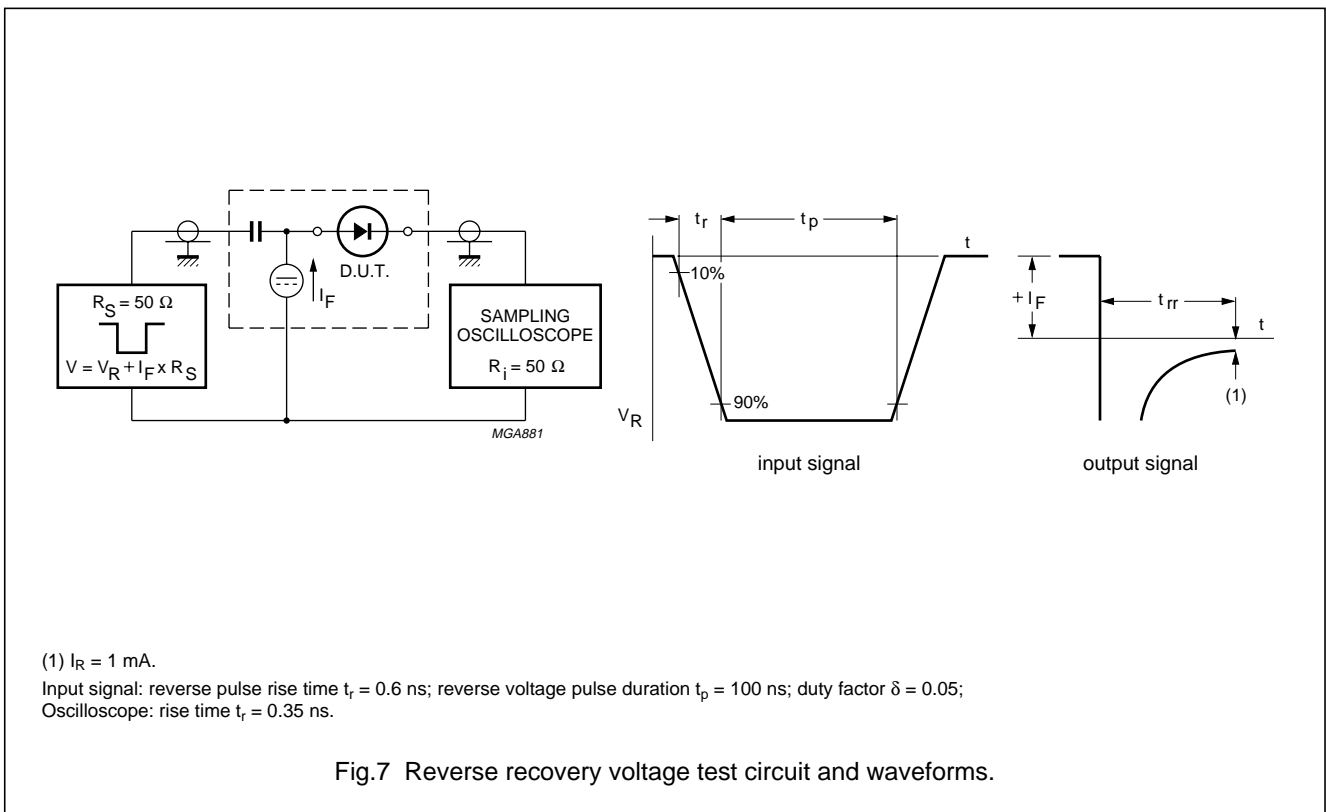 D.U.T.
I_F
R_S = 50 Ω
V = V_R + I_F x R_S
SAMPLING
OSCILLOSCOPE
R_i = 50 Ω
MGA881
t_r
t_p
t
10%
90%
V_R
input signal
+ I_F
t_rr
t
(1)
output signal
(1) I_R = 1 mA.
Input signal: reverse pulse rise time t_r = 0.6 ns; reverse voltage pulse duration t_p = 100 ns; duty factor δ = 0.05;
Oscilloscope: rise time t_r = 0.35 ns.
Fig.7 Reverse recovery voltage test circuit and waveforms.